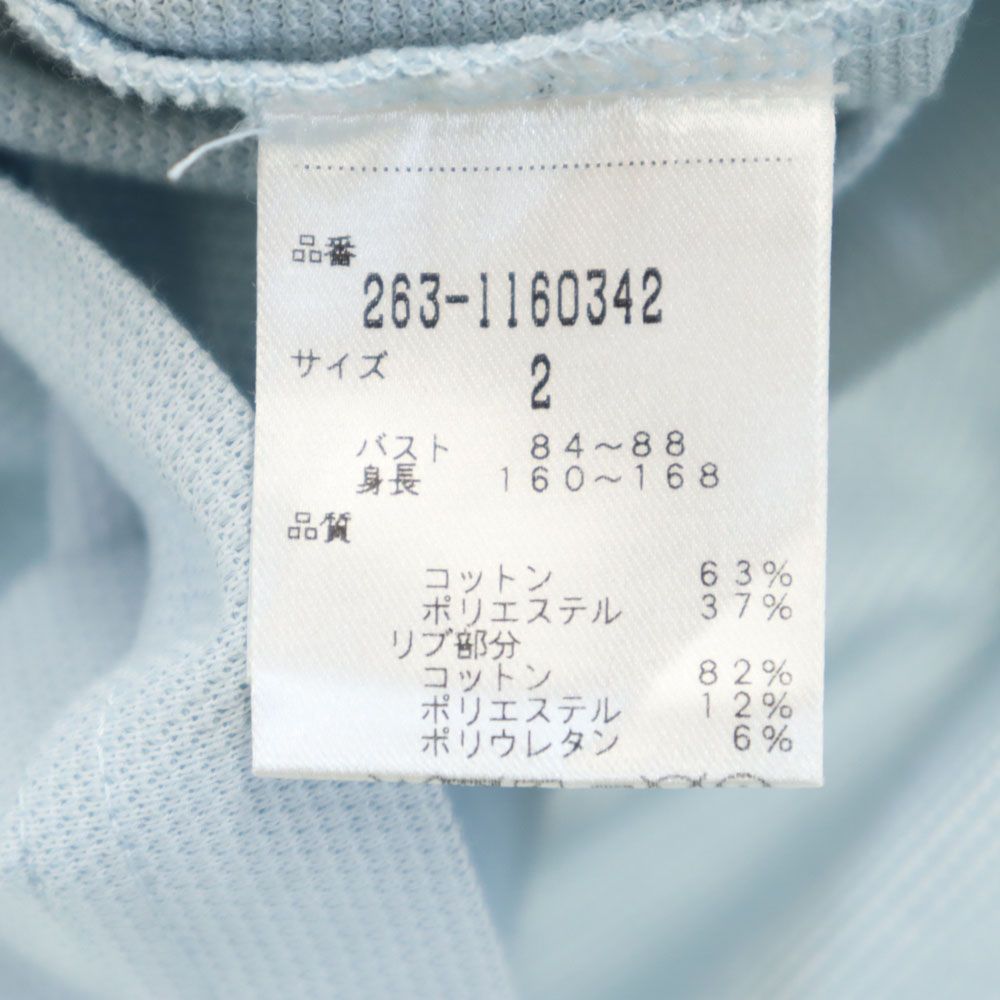 品番
263-1160342
サイズ 2
バスト 84~88
身長 160~168
品質
コットン 63%
ポリエステル 37%
リブ部分
コットン 82%
ポリエステル 12%
ポリウレタン 6%